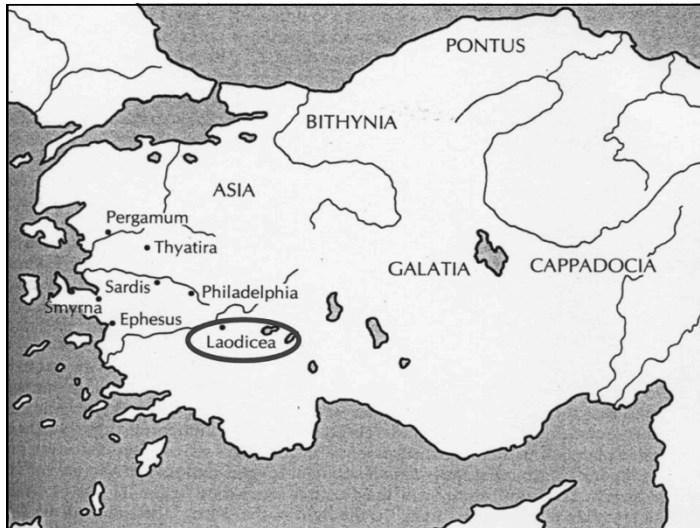 PONTUS
BITHYNIA
ASIA
Pergamum
Thyatira
GALATIA
CAPPADOCIA
Sardis
Philadelphia
Smyrna
Ephesus
Laodicea